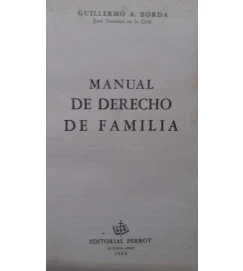 GUILLERMO A. BORDA
Juez Nacional en lo Civil
MANUAL
DE DERECHO
DE FAMILIA
EDITORIAL PERROT
BUENOS AIRES